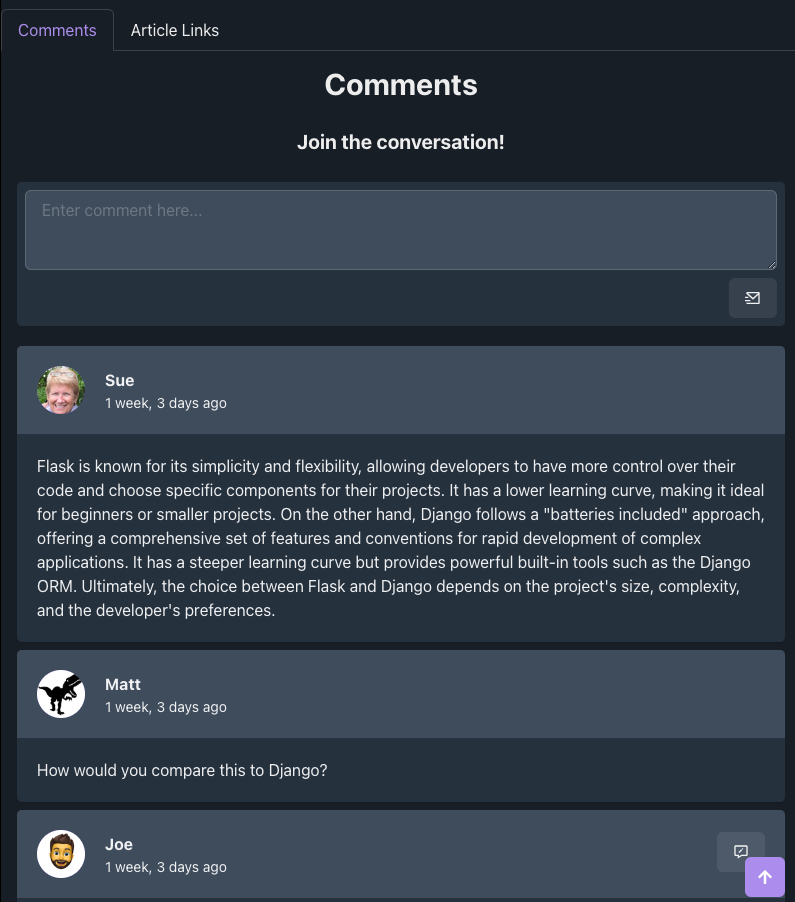 Comments
Article Links
Comments
Join the conversation!
Enter comment here...
Sue
1 week, 3 days ago
Flask is known for its simplicity and flexibility, allowing developers to have more control over their
code and choose specific components for their projects. It has a lower learning curve, making it ideal
for beginners or smaller projects. On the other hand, Django follows a "batteries included" approach,
offering a comprehensive set of features and conventions for rapid development of complex
applications. It has a steeper learning curve but provides powerful built-in tools such as the Django
ORM. Ultimately, the choice between Flask and Django depends on the project's size, complexity,
and the developer's preferences.
Matt
1 week, 3 days ago
How would you compare this to Django?
Joe
1 week, 3 days ago